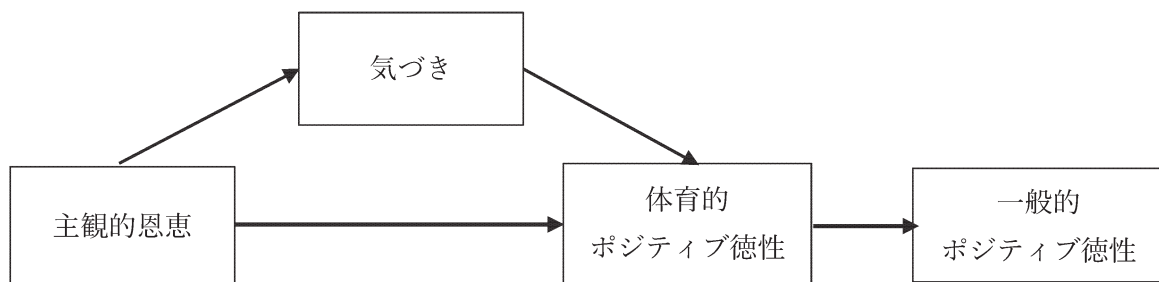 気づき
主観的恩恵
体育的
ポジティブ徳性
一般的
ポジティブ徳性